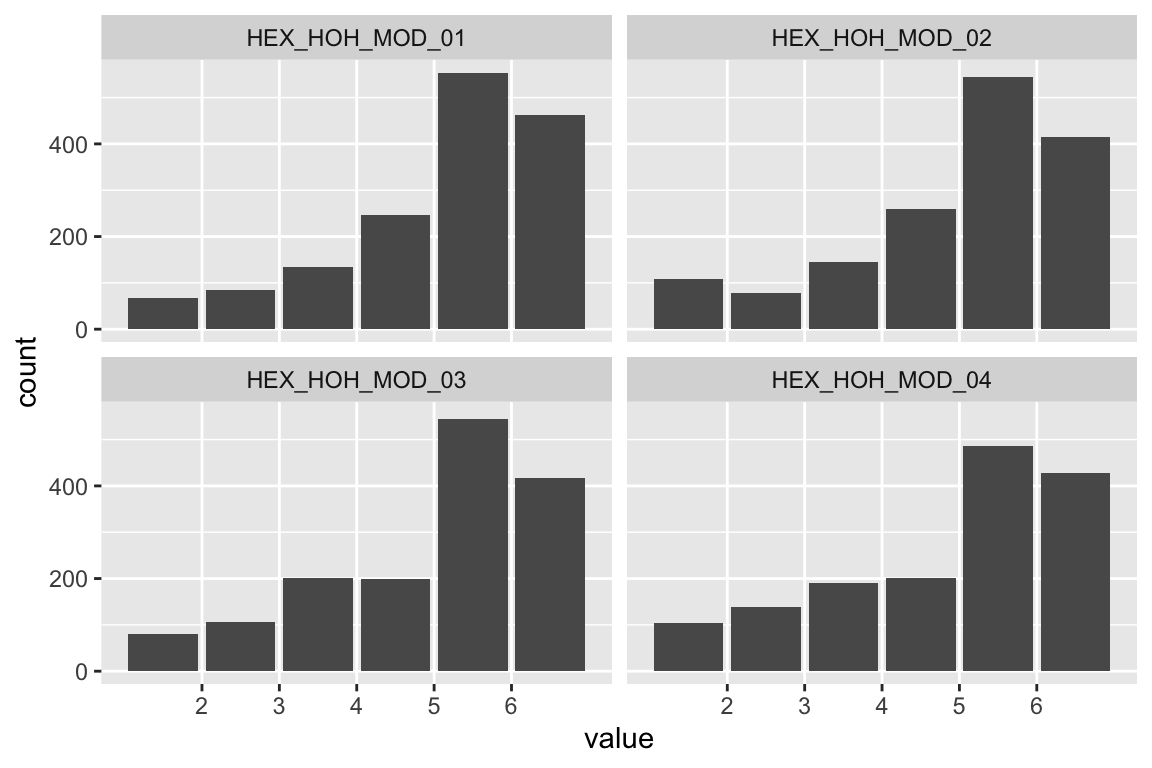 HEX_HOH_MOD_01
HEX_HOH_MOD_02
400
200
0
count
HEX_HOH_MOD_03
HEX_HOH_MOD_04
400
200
0
2 3 4 5 6
2 3 4 5 6
value